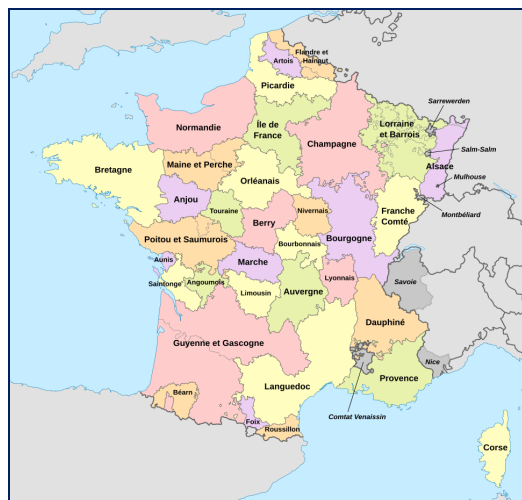 Flandre et
Hainaut
Artois
Picardie
Sarrewerden
Normandie
Île de
France
Champagne
Lorraine
et Barrois
Salm-Salm
Alsace
Maine et Perche
Bretagne
Orléanais
Mulhouse
Anjou
Touraine
Berry
Nivernais
Franche
Comté
Montbéliard
Poitou et Saumurois
Bourgogne
Bourbonnais
Aunis
Marche
Saintonge
Angoumois
Limousin
Auvergne
Lyonnais
Savoie
Dauphiné
Guyenne et Gascogne
Nice
Provence
Languedoc
Béarn
Comtat Venaissin
Foix
Roussillon
Corse